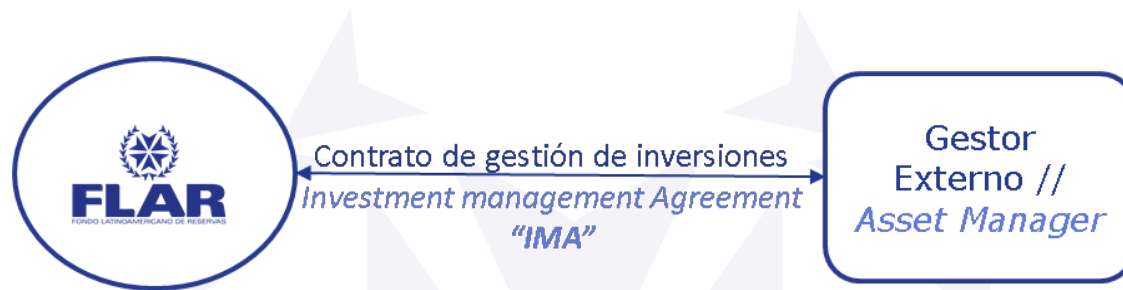 FLAR
FONDO LATINOAMERICANO DE RESERVAS
Contrato de gestión de inversiones
Investment management Agreement
“IMA”
Gestor
Externo //
Asset Manager